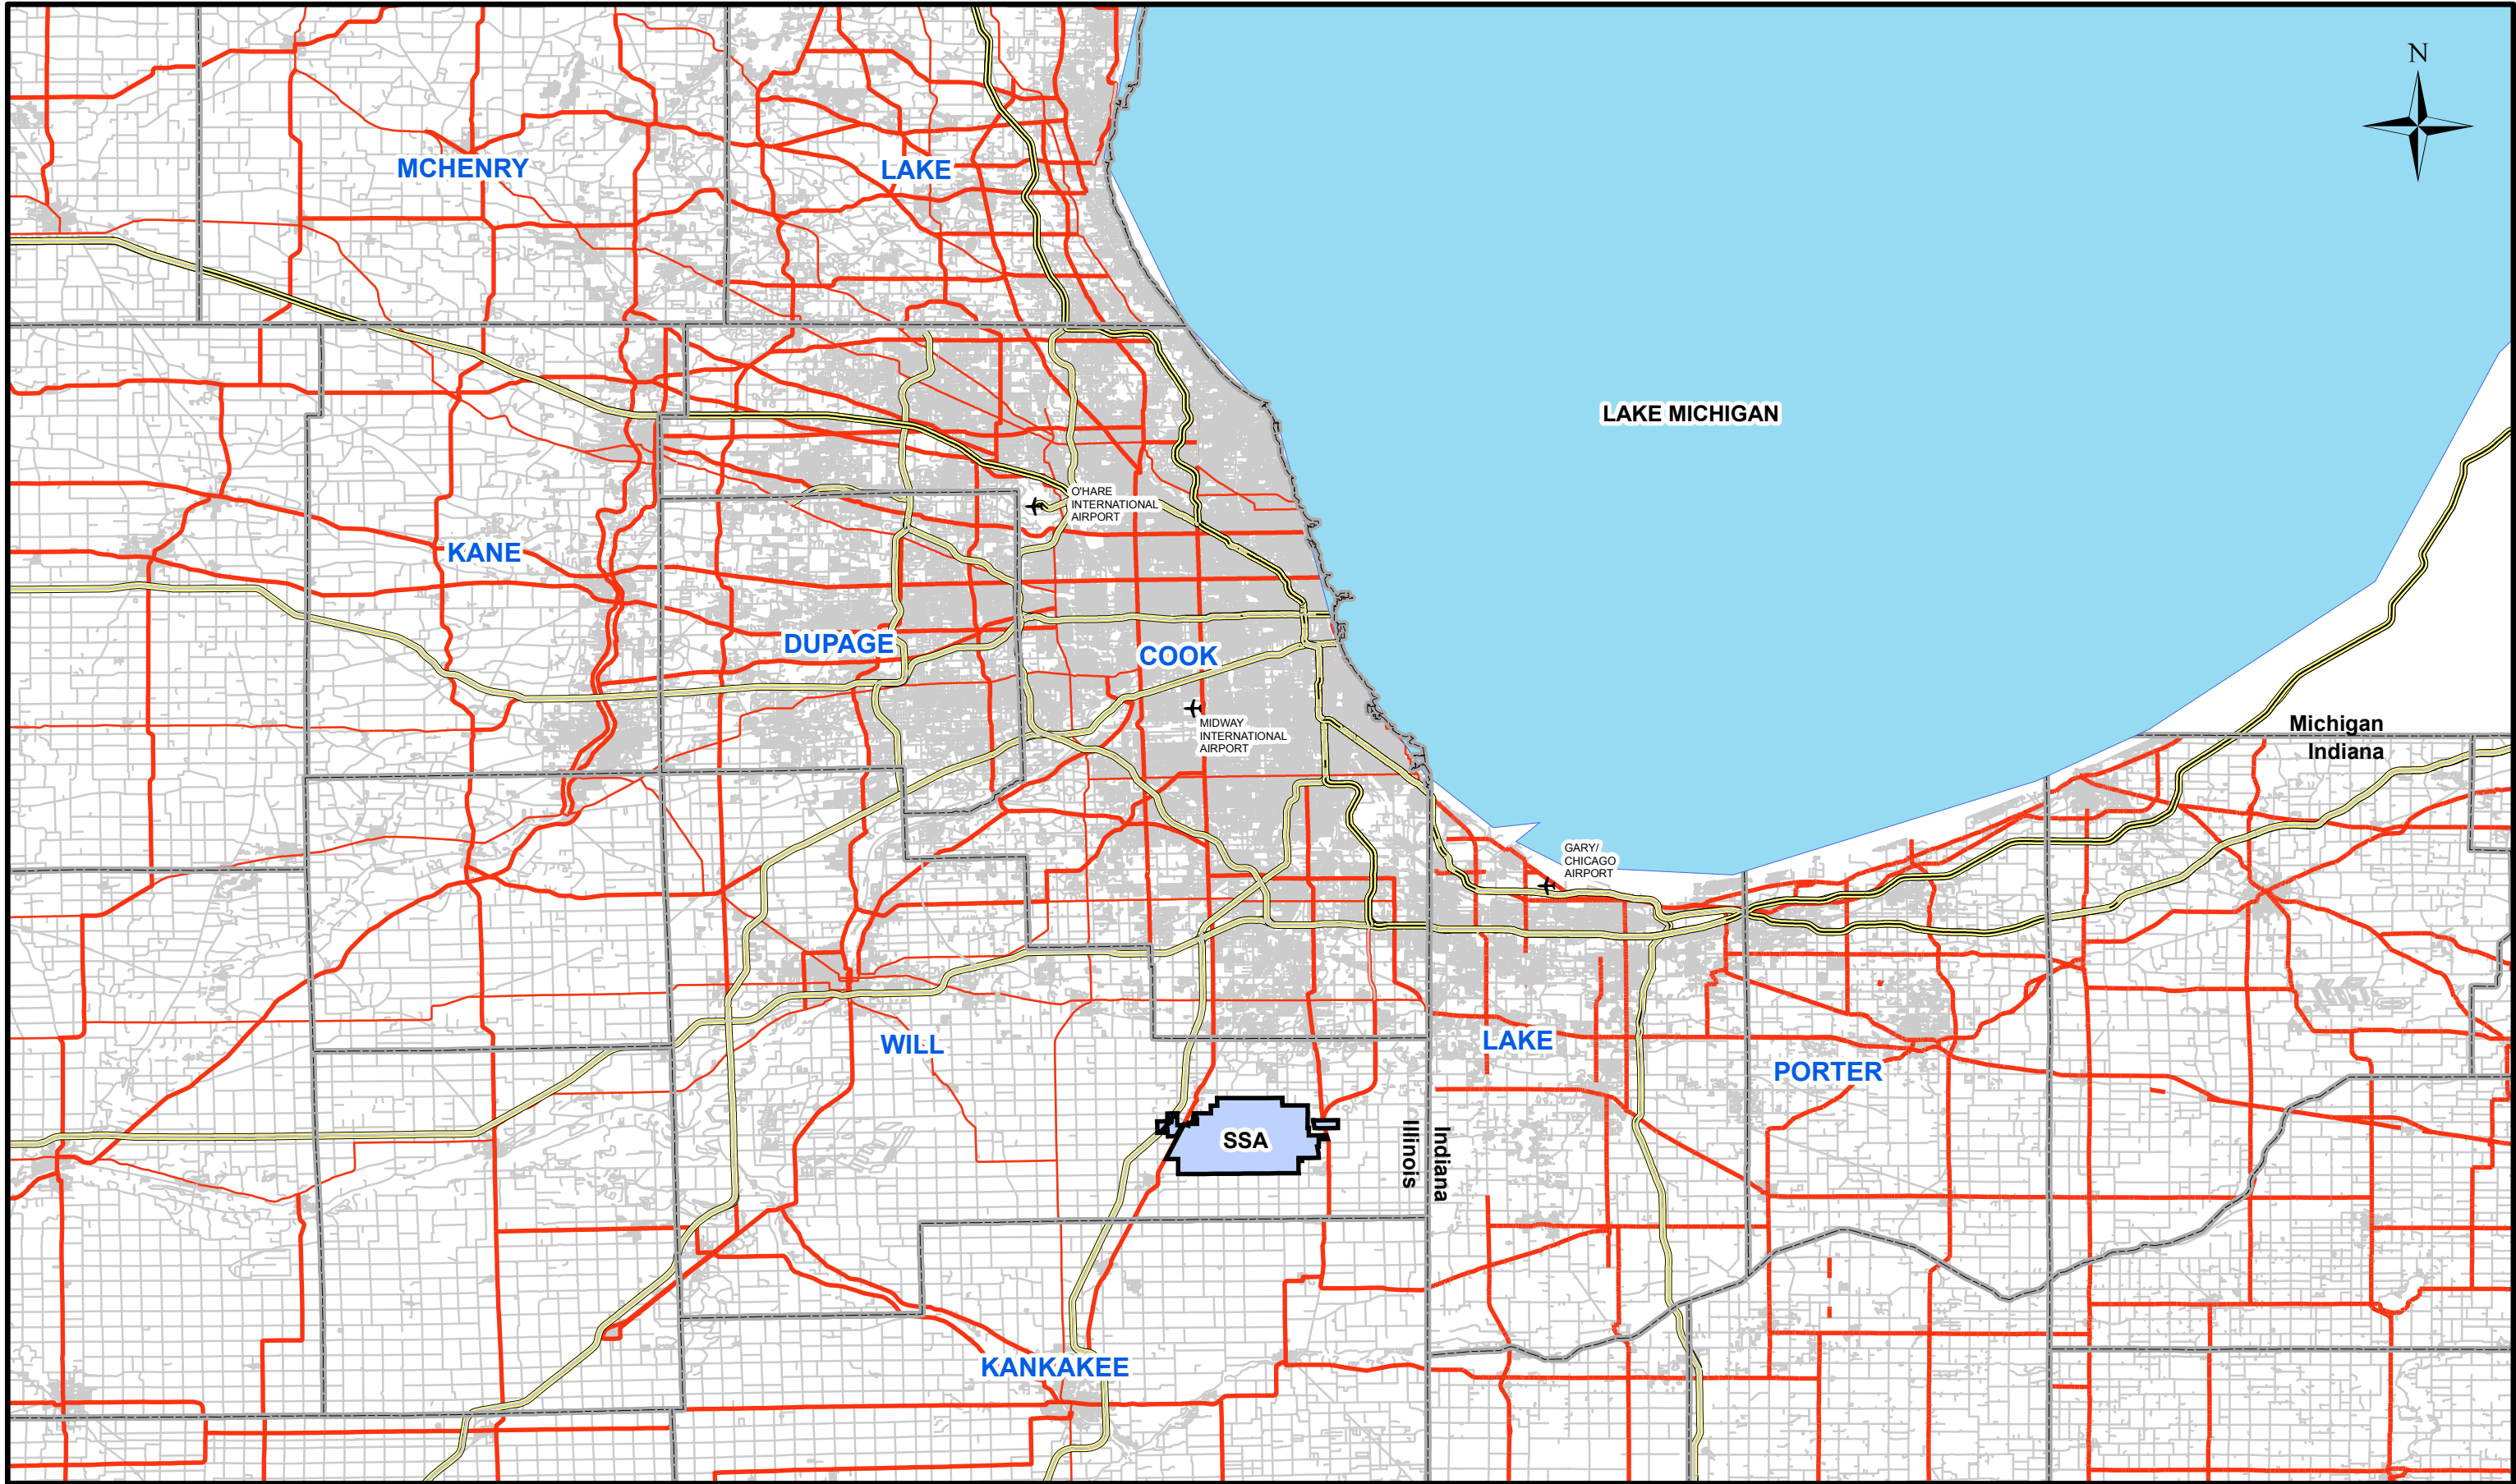 N
MCHENRY
LAKE
LAKE MICHIGAN
O'HARE
INTERNATIONAL
AIRPORT
KANE
DUPAGE
COOK
MIDWAY
INTERNATIONAL
AIRPORT
Michigan
Indiana
GARY/
CHICAGO
AIRPORT
WILL
LAKE
PORTER
SSA
Illinois
Indiana
KANKAKEE